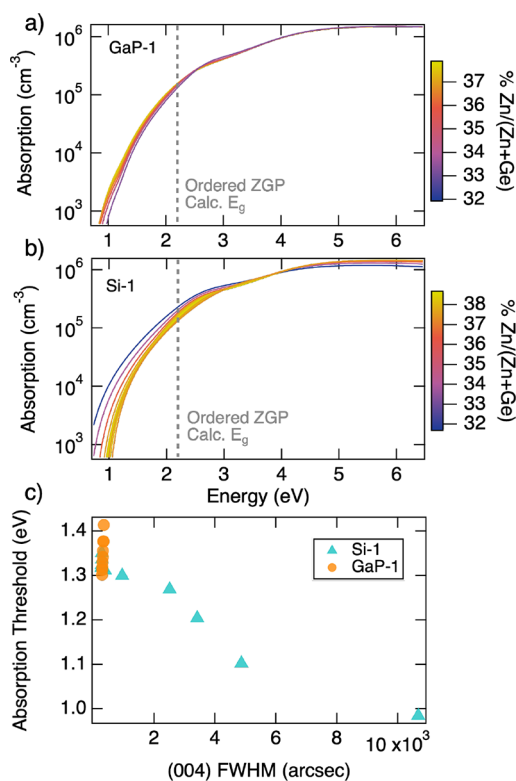 a)
GaP-1
10⁶
10⁵
10⁴
10³
Absorption (cm⁻³)
Ordered ZGP
Calc. E_g
1 2 3 4 5 6
37
36
35
34
33
32
% Zn/(Zn+Ge)
b)
Si-1
10⁶
10⁵
10⁴
10³
Absorption (cm⁻³)
Ordered ZGP
Calc. E_g
1 2 3 4 5 6
Energy (eV)
38
37
36
35
34
33
32
% Zn/(Zn+Ge)
c)
1.4
1.3
1.2
1.1
1.0
Absorption Threshold (eV)
Si-1
GaP-1
2 4 6 8 10 x10³
(004) FWHM (arcsec)